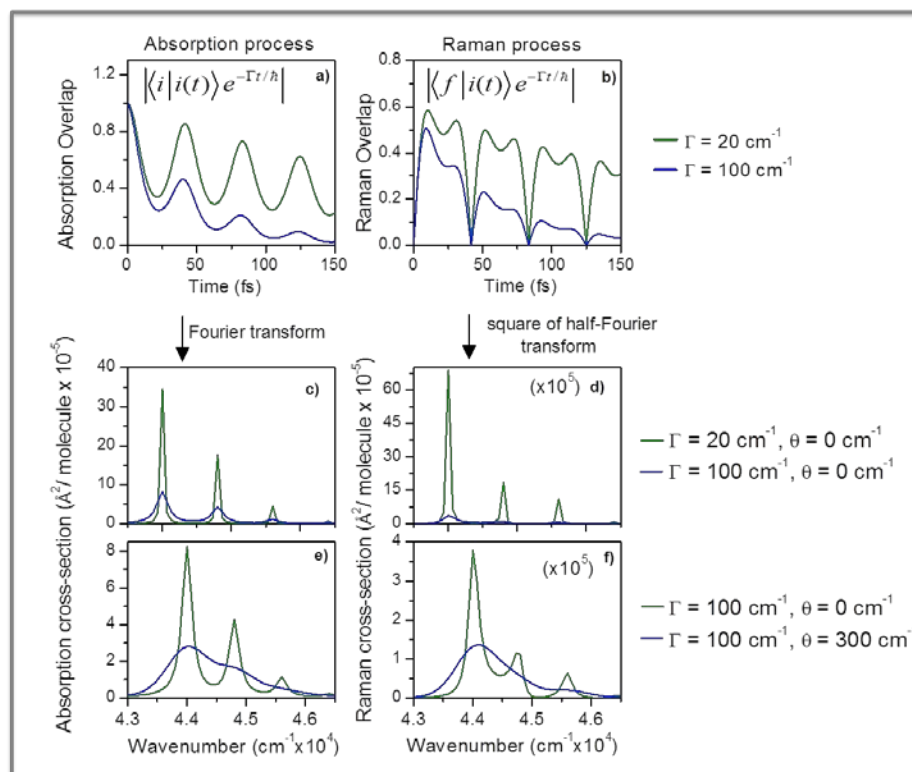 Absorption process
Raman process
a)
|⟨i|i(t)⟩e^{-Γt/ħ}|
b)
|⟨f|i(t)⟩e^{-Γt/ħ}|
Absorption Overlap
1.2
0.8
0.4
0.0
0 50 100 150
Time (fs)
Raman Overlap
0.8
0.6
0.4
0.2
0.0
0 50 100 150
Time (fs)
Γ = 20 cm⁻¹
Γ = 100 cm⁻¹
Fourier transform
square of half-Fourier
transform
Absorption cross-section (Å²/ molecule x 10⁻⁵)
40
30
20
10
0
c)
Raman cross-section (Å²/ molecule x 10⁻⁵)
60
45
30
15
0
(x10⁵) d)
Γ = 20 cm⁻¹, θ = 0 cm⁻¹
Γ = 100 cm⁻¹, θ = 0 cm⁻¹
8
6
4
2
0
e)
4.3 4.4 4.5 4.6
Wavenumber (cm⁻¹x10⁴)
4
3
2
1
0
(x10⁵) f)
4.3 4.4 4.5 4.6
Wavenumber (cm⁻¹x10⁴)
Γ = 100 cm⁻¹, θ = 0 cm⁻¹
Γ = 100 cm⁻¹, θ = 300 cm⁻